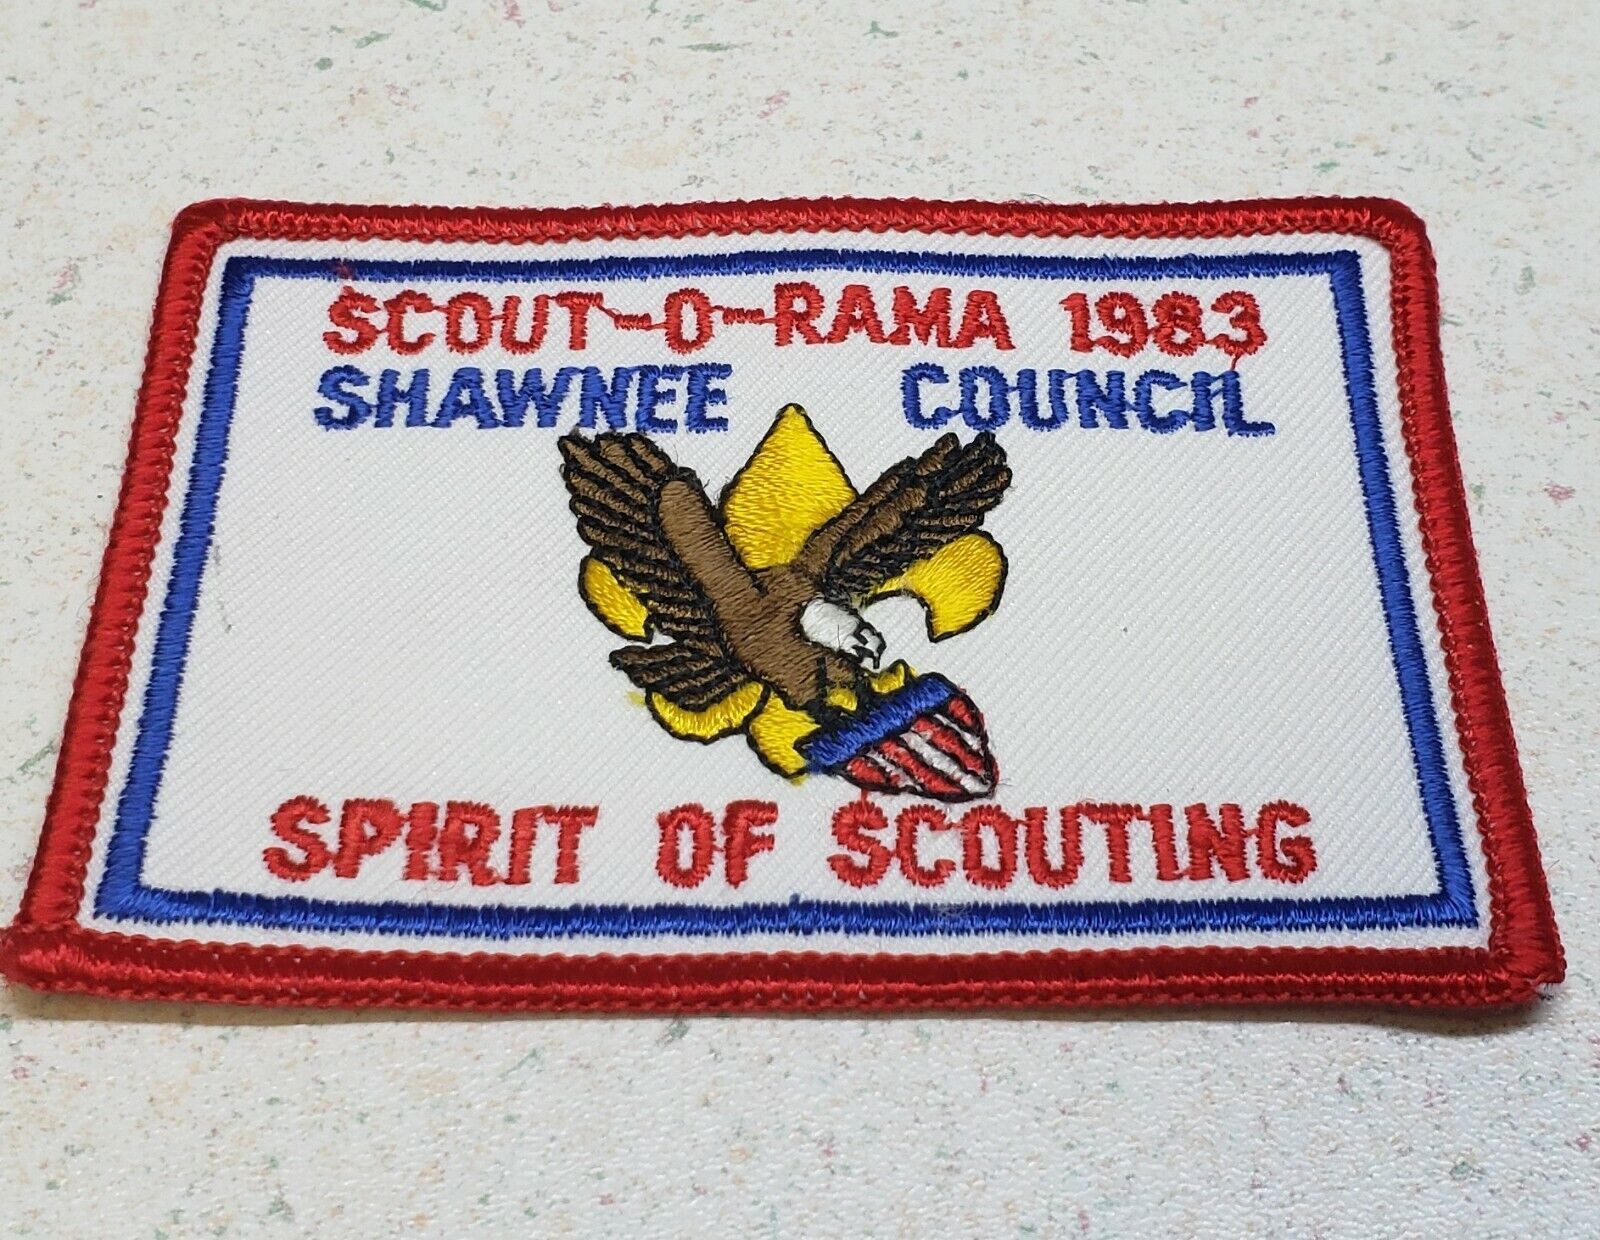 SCOUT-O-RAMA 1983
SHAWNEE COUNCIL
SPIRIT OF SCOUTING